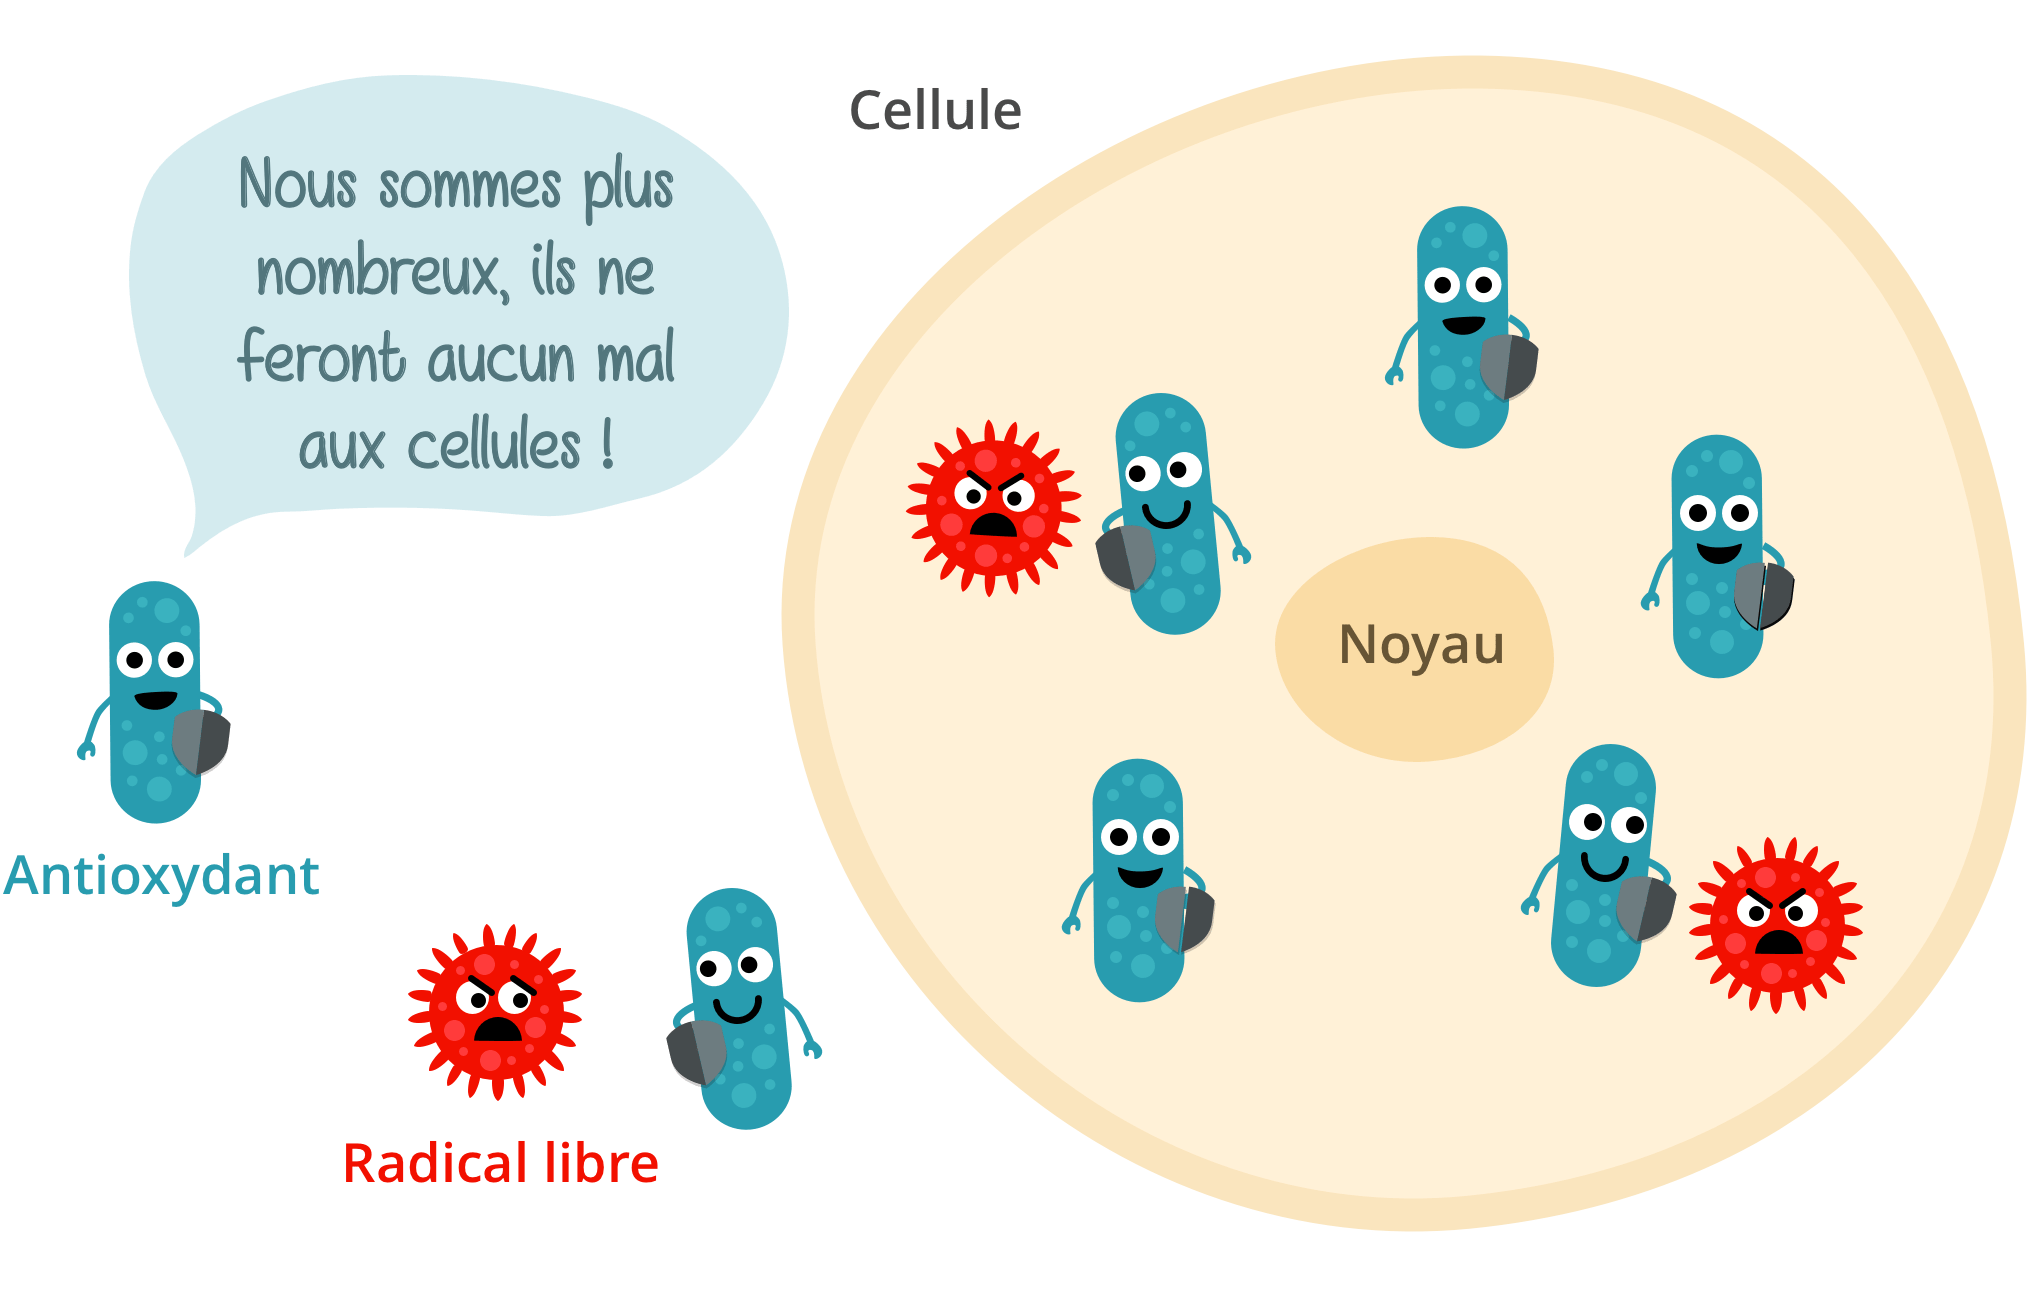 Cellule
Nous sommes plus
nombreux, ils ne
feront aucun mal
aux cellules !
Noyau
Antioxydant
Radical libre